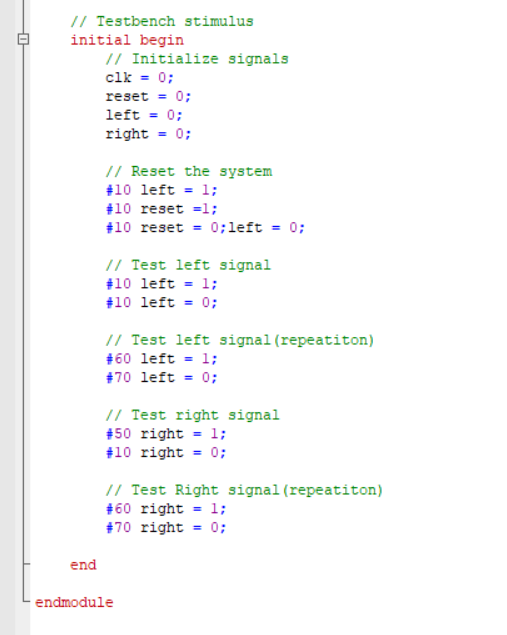 // Testbench stimulus
initial begin
// Initialize signals
clk = 0;
reset = 0;
left = 0;
right = 0;
// Reset the system
#10 left = 1;
#10 reset =1;
#10 reset = 0;left = 0;
// Test left signal
#10 left = 1;
#10 left = 0;
// Test left signal(repeatiton)
#60 left = 1;
#70 left = 0;
// Test right signal
#50 right = 1;
#10 right = 0;
// Test Right signal(repeatiton)
#60 right = 1;
#70 right = 0;
end
endmodule